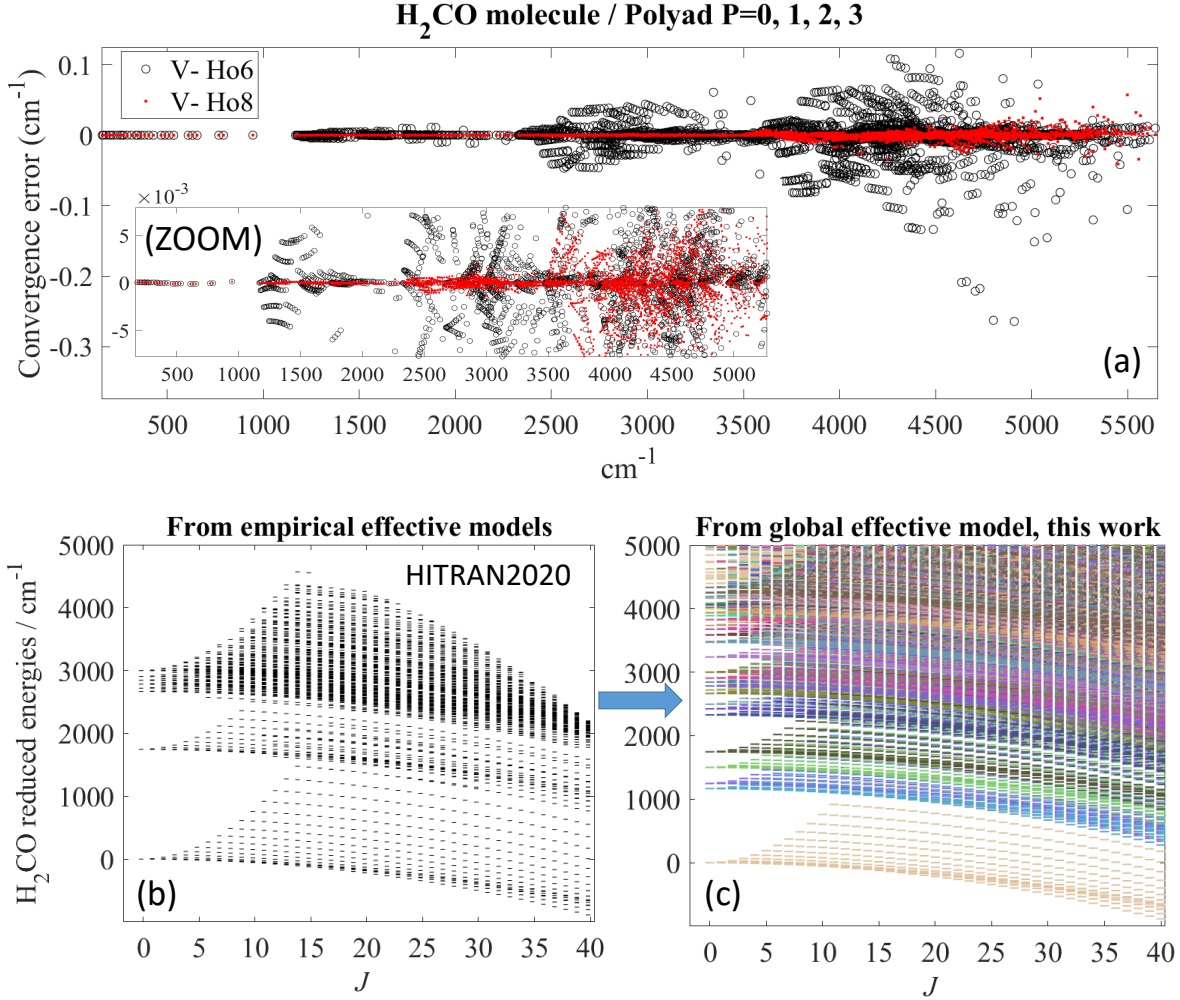 H2CO molecule / Polyad P=0, 1, 2, 3
Convergence error (cm-1)
0.1
0
-0.1
-0.2
-0.3
V- Ho6
V- Ho8
×10-3
(ZOOM)
5
0
-5
500 1000 1500 2000 2500 3000 3500 4000 4500 5000
(a)
500 1000 1500 2000 2500 3000 3500 4000 4500 5000 5500
cm-1
From empirical effective models
H2CO reduced energies / cm-1
5000
4000
3000
2000
1000
0
HITRAN2020
(b)
0 5 10 15 20 25 30 35 40
J
From global effective model, this work
5000
4000
3000
2000
1000
0
(c)
0 5 10 15 20 25 30 35 40
J